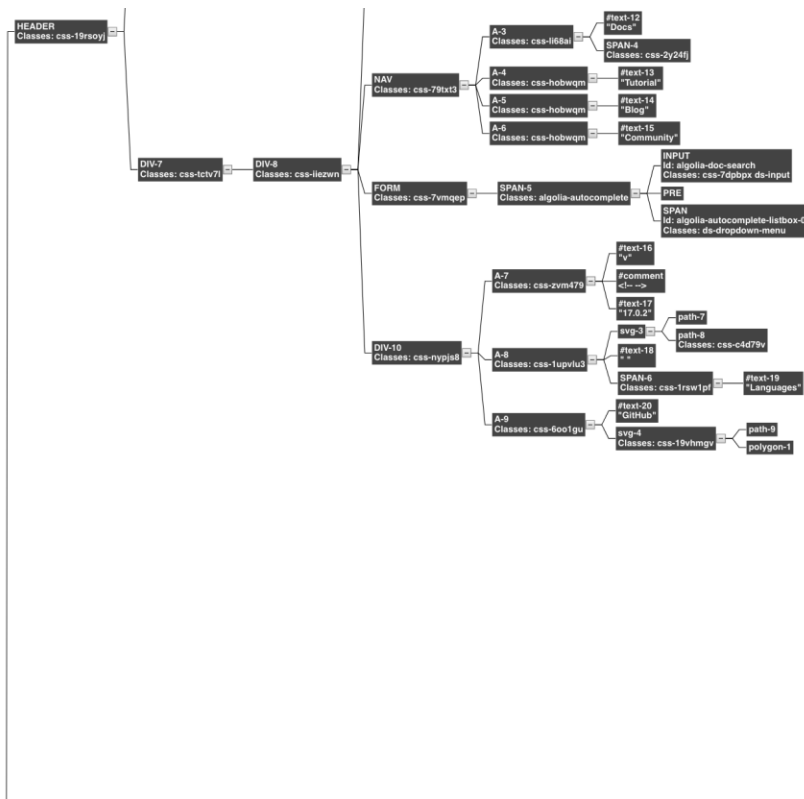 HEADER
Classes: css-19rsoyj
DIV-7
Classes: css-tctv7l
DIV-8
Classes: css-iiezwn
NAV
Classes: css-79txt3
A-3
Classes: css-li68ai
#text-12
"Docs"
SPAN-4
Classes: css-2y24fj
A-4
Classes: css-hobwqm
#text-13
"Tutorial"
A-5
Classes: css-hobwqm
#text-14
"Blog"
A-6
Classes: css-hobwqm
#text-15
"Community"
FORM
Classes: css-7vmqep
SPAN-5
Classes: algolia-autocomplete
INPUT
Id: algolia-doc-search
Classes: css-7dpbpx ds-input
PRE
SPAN
Id: algolia-autocomplete-listbox-0
Classes: ds-dropdown-menu
DIV-10
Classes: css-nypjs8
A-7
Classes: css-zvm479
#text-16
"v"
#comment
<!-- -->
#text-17
"17.0.2"
A-8
Classes: css-1upvlu3
svg-3
path-7
path-8
Classes: css-c4d79v
#text-18
" "
SPAN-6
Classes: css-1rsw1pf
#text-19
"Languages"
A-9
Classes: css-6oo1gu
#text-20
"GitHub"
svg-4
Classes: css-19vhmgv
path-9
polygon-1